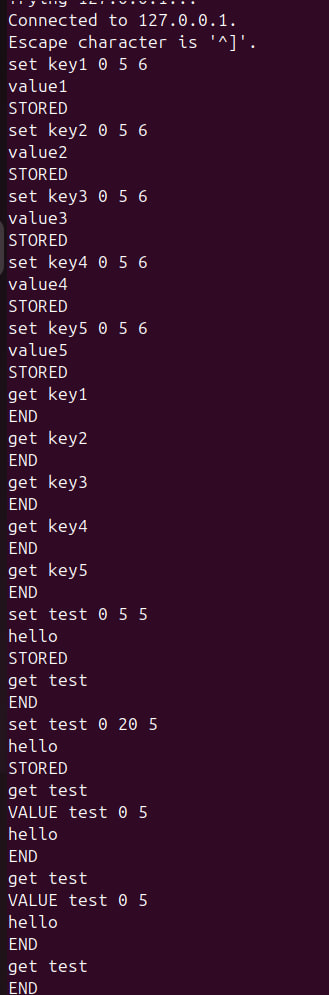 Trying 127.0.0.1...
Connected to 127.0.0.1.
Escape character is '^]'.
set key1 0 5 6
value1
STORED
set key2 0 5 6
value2
STORED
set key3 0 5 6
value3
STORED
set key4 0 5 6
value4
STORED
set key5 0 5 6
value5
STORED
get key1
END
get key2
END
get key3
END
get key4
END
get key5
END
set test 0 5 5
hello
STORED
get test
END
set test 0 20 5
hello
STORED
get test
VALUE test 0 5
hello
END
get test
VALUE test 0 5
hello
END
get test
END